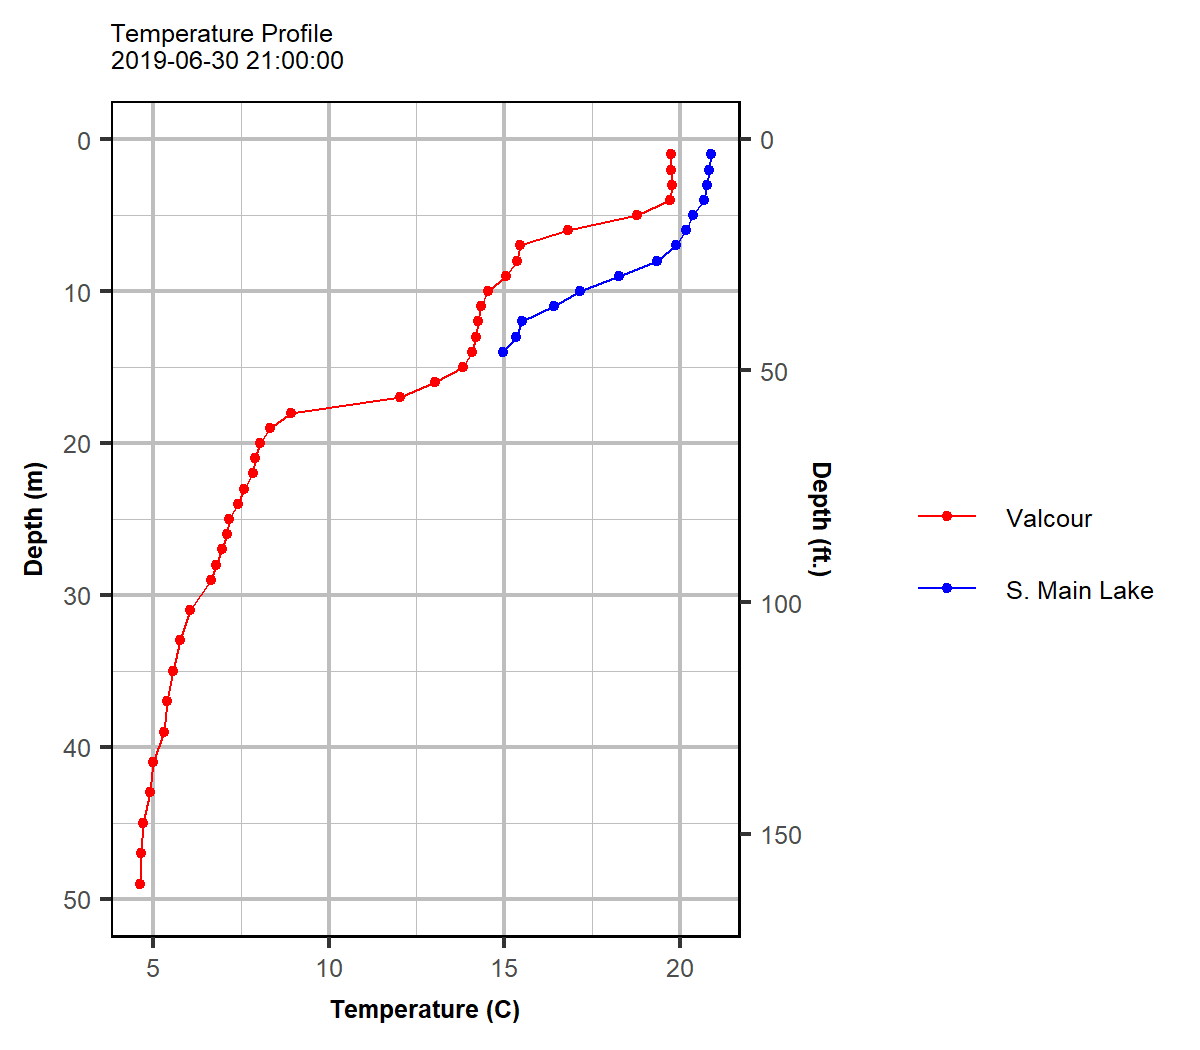 Temperature Profile
2019-06-30 21:00:00
0
10
20
30
40
50
Depth (m)
0
50
100
150
Depth (ft.)
5 10 15 20
Temperature (C)
Valcour
S. Main Lake